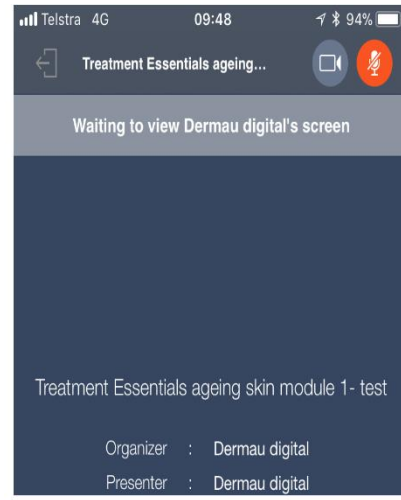 Telstra 4G 09:48 94%
Treatment Essentials ageing...
Waiting to view Dermau digital's screen
Treatment Essentials ageing skin module 1- test
Organizer : Dermau digital
Presenter : Dermau digital